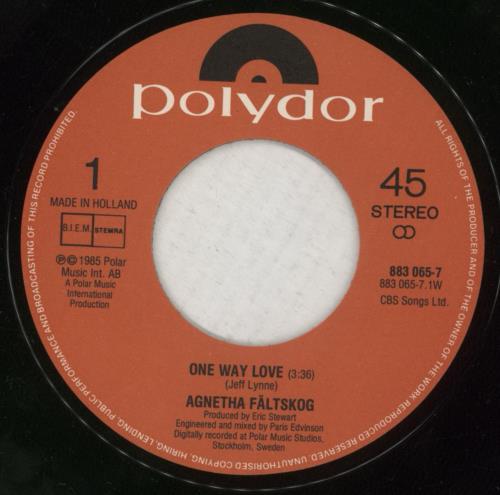 polydor
1
MADE IN HOLLAND
B.I.E.M. STEMRA
℗©1985 Polar
Music Int. AB
A Polar Music
International
Production
45
STEREO
883 065-7
883 065-7.1W
CBS Songs Ltd.
ONE WAY LOVE (3:36)
(Jeff Lynne)
AGNETHA FÄLTSKOG
Produced by Eric Stewart
Engineered and mixed by Paris Edvinson
Digitally recorded at Polar Music Studios,
Stockholm, Sweden
ALL RIGHTS OF THE PRODUCER AND OF THE OWNER OF THE WORK REPRODUCED RESERVED. UNAUTHORISED COPYING, HIRING, LENDING, PUBLIC PERFORMANCE AND BROADCASTING OF THIS RECORD PROHIBITED.